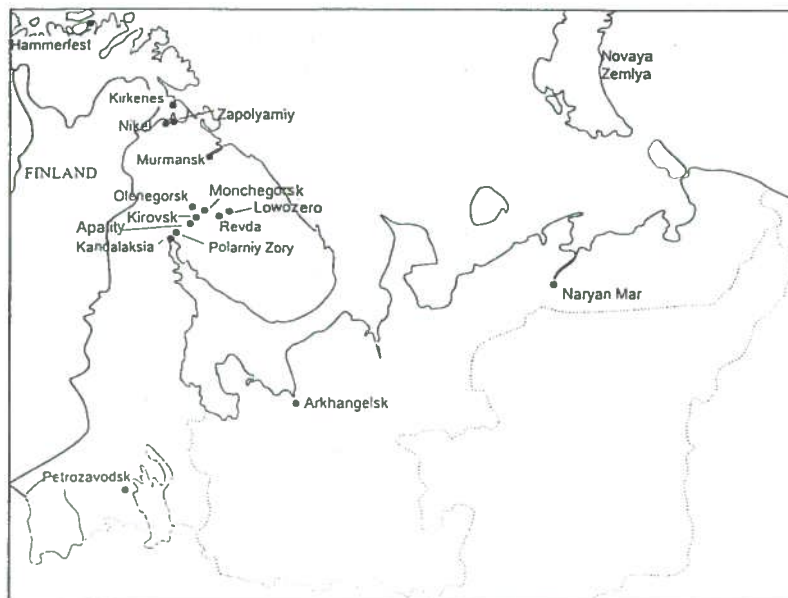 Hammerfest
Novaya
Zemlya
Kirkenes
Zapolyarniy
Nikel
Murmansk
FINLAND
Olenegorsk
Monchegorsk
Kirovsk
Lowozero
Apatity
Revda
Kandalaksia
Polarniy Zory
Naryan Mar
Arkhangelsk
Petrozavodsk